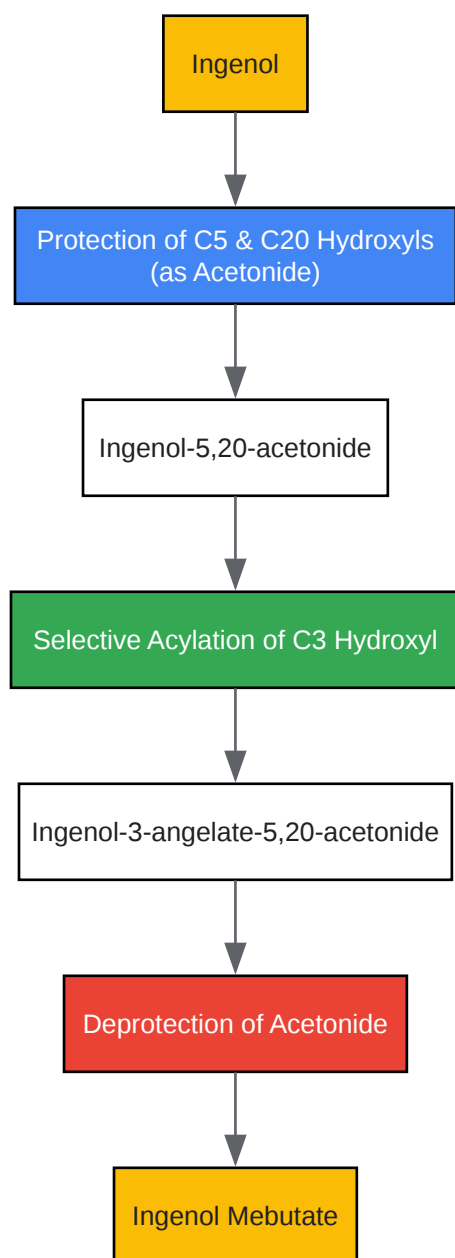 Ingenol
Protection of C5 & C20 Hydroxyls
(as Acetonide)
Ingenol-5,20-acetonide
Selective Acylation of C3 Hydroxyl
Ingenol-3-angelate-5,20-acetonide
Deprotection of Acetonide
Ingenol Mebutate